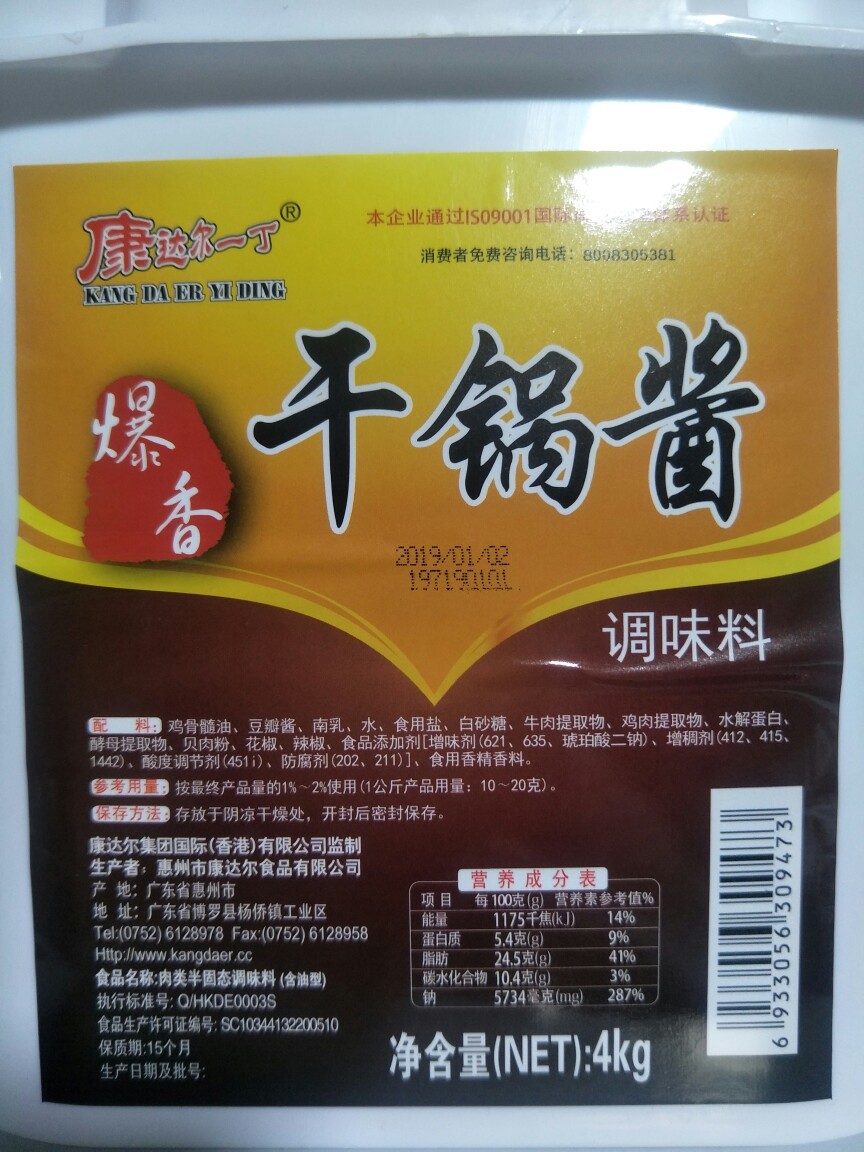 康达尔一丁®
KANG DA ER YI DING
本企业通过ISO9001国际 体系认证
消费者免费咨询电话：8008305381
爆香
干锅酱
2019/01/02
197190101
调味料
配 料：鸡骨髓油、豆瓣酱、南乳、水、食用盐、白砂糖、牛肉提取物、鸡肉提取物、水解蛋白、
酵母提取物、贝肉粉、花椒、辣椒、食品添加剂[增味剂(621、635、琥珀酸二钠)、增稠剂(412、415、
1442)、酸度调节剂(451i)、防腐剂(202、211)]、食用香精香料。
参考用量：按最终产品量的1%～2%使用(1公斤产品用量：10～20克)。
保存方法：存放于阴凉干燥处，开封后密封保存。
康达尔集团国际(香港)有限公司监制
生产者：惠州市康达尔食品有限公司
产 地：广东省惠州市
地 址：广东省博罗县杨侨镇工业区
Tel:(0752) 6128978 Fax:(0752) 6128958
Http://www.kangdaer.cc
食品名称:肉类半固态调味料 (含油型)
执行标准号: Q/HKDE0003S
食品生产许可证编号: SC10344132200510
保质期:15个月
生产日期及批号:
营养成分表
项目 每100克(g) 营养素参考值%
能量 1175千焦(kJ) 14%
蛋白质 5.4克(g) 9%
脂肪 24.5克(g) 41%
碳水化合物 10.4克(g) 3%
钠 5734毫克(mg) 287%
净含量(NET):4kg
6 933056 309473